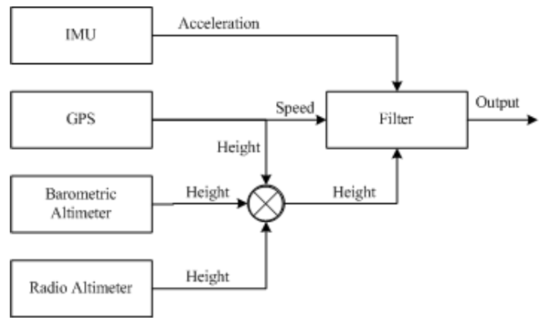 IMU
Acceleration
GPS
Speed
Filter
Output
Height
Barometric
Altimeter
Height
Height
Radio Altimeter
Height